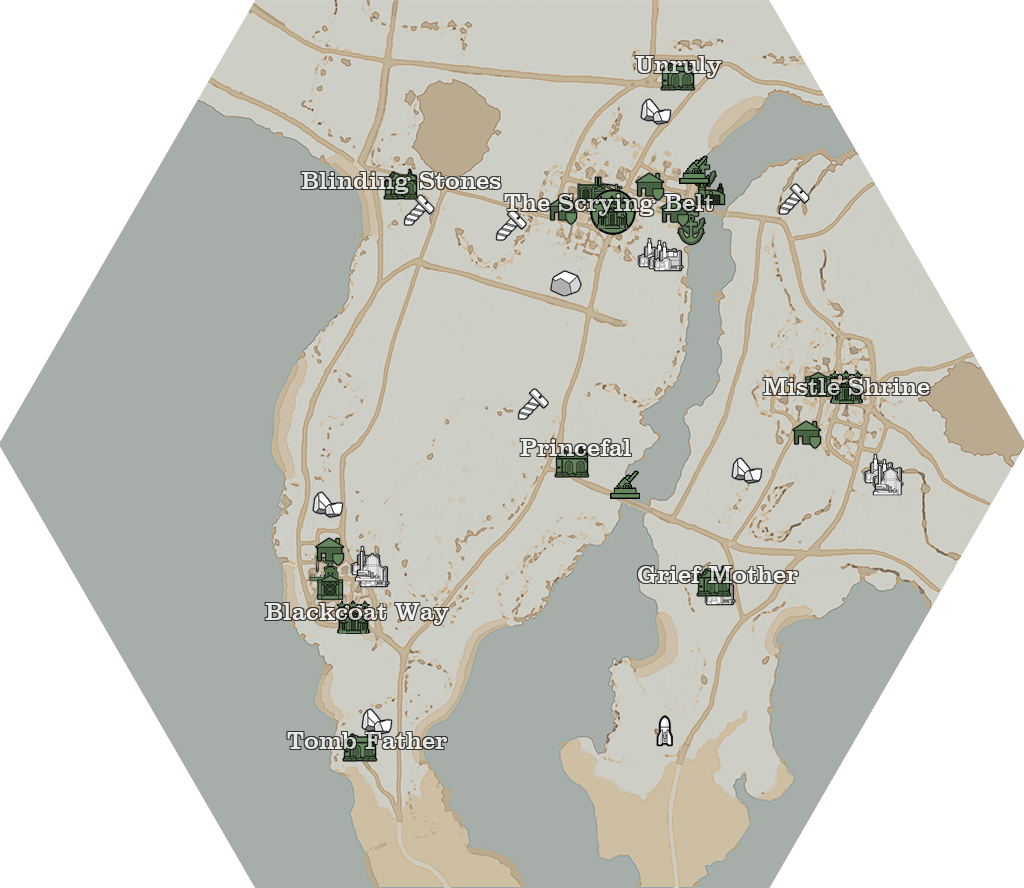 Unruly
Blinding Stones
The Scrying Belt
Mistle Shrine
Princefal
Grief Mother
Blackcoat Way
Tomb Father